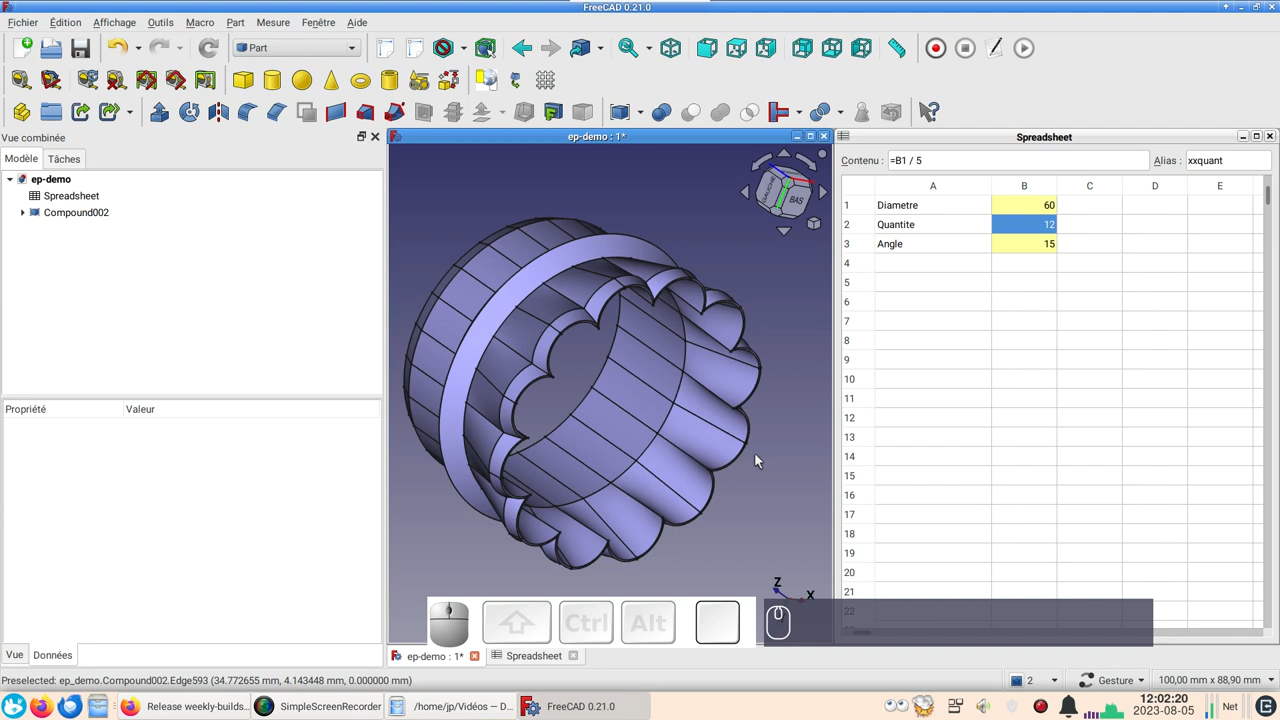 FreeCAD 0.21.0
Fichier Édition Affichage Outils Macro Part Mesure Fenêtre Aide
Part
Vue combinée
ep-demo : 1*
Spreadsheet
Modèle Tâches
Contenu : =B1 / 5 Alias : xxquant
ep-demo
Spreadsheet
Compound002
A B C D E
1 Diametre 60
2 Quantite 12
3 Angle 15
4
5
6
7
8
9
10
11
12
13
14
15
16
17
18
19
20
21
22
GAUCHE BAS
Propriété Valeur
Z
X
Ctrl Alt
Vue Données
ep-demo : 1* Spreadsheet
Preselected: ep_demo.Compound002.Edge593 (34.772655 mm, 4.143448 mm, 0.000000 mm)
2 Gesture 100,00 mm x 88,90 mm
Release weekly-builds... SimpleScreenRecorder /home/jp/Vidéos — D... FreeCAD 0.21.0
12:02:20
2023-08-05
Net